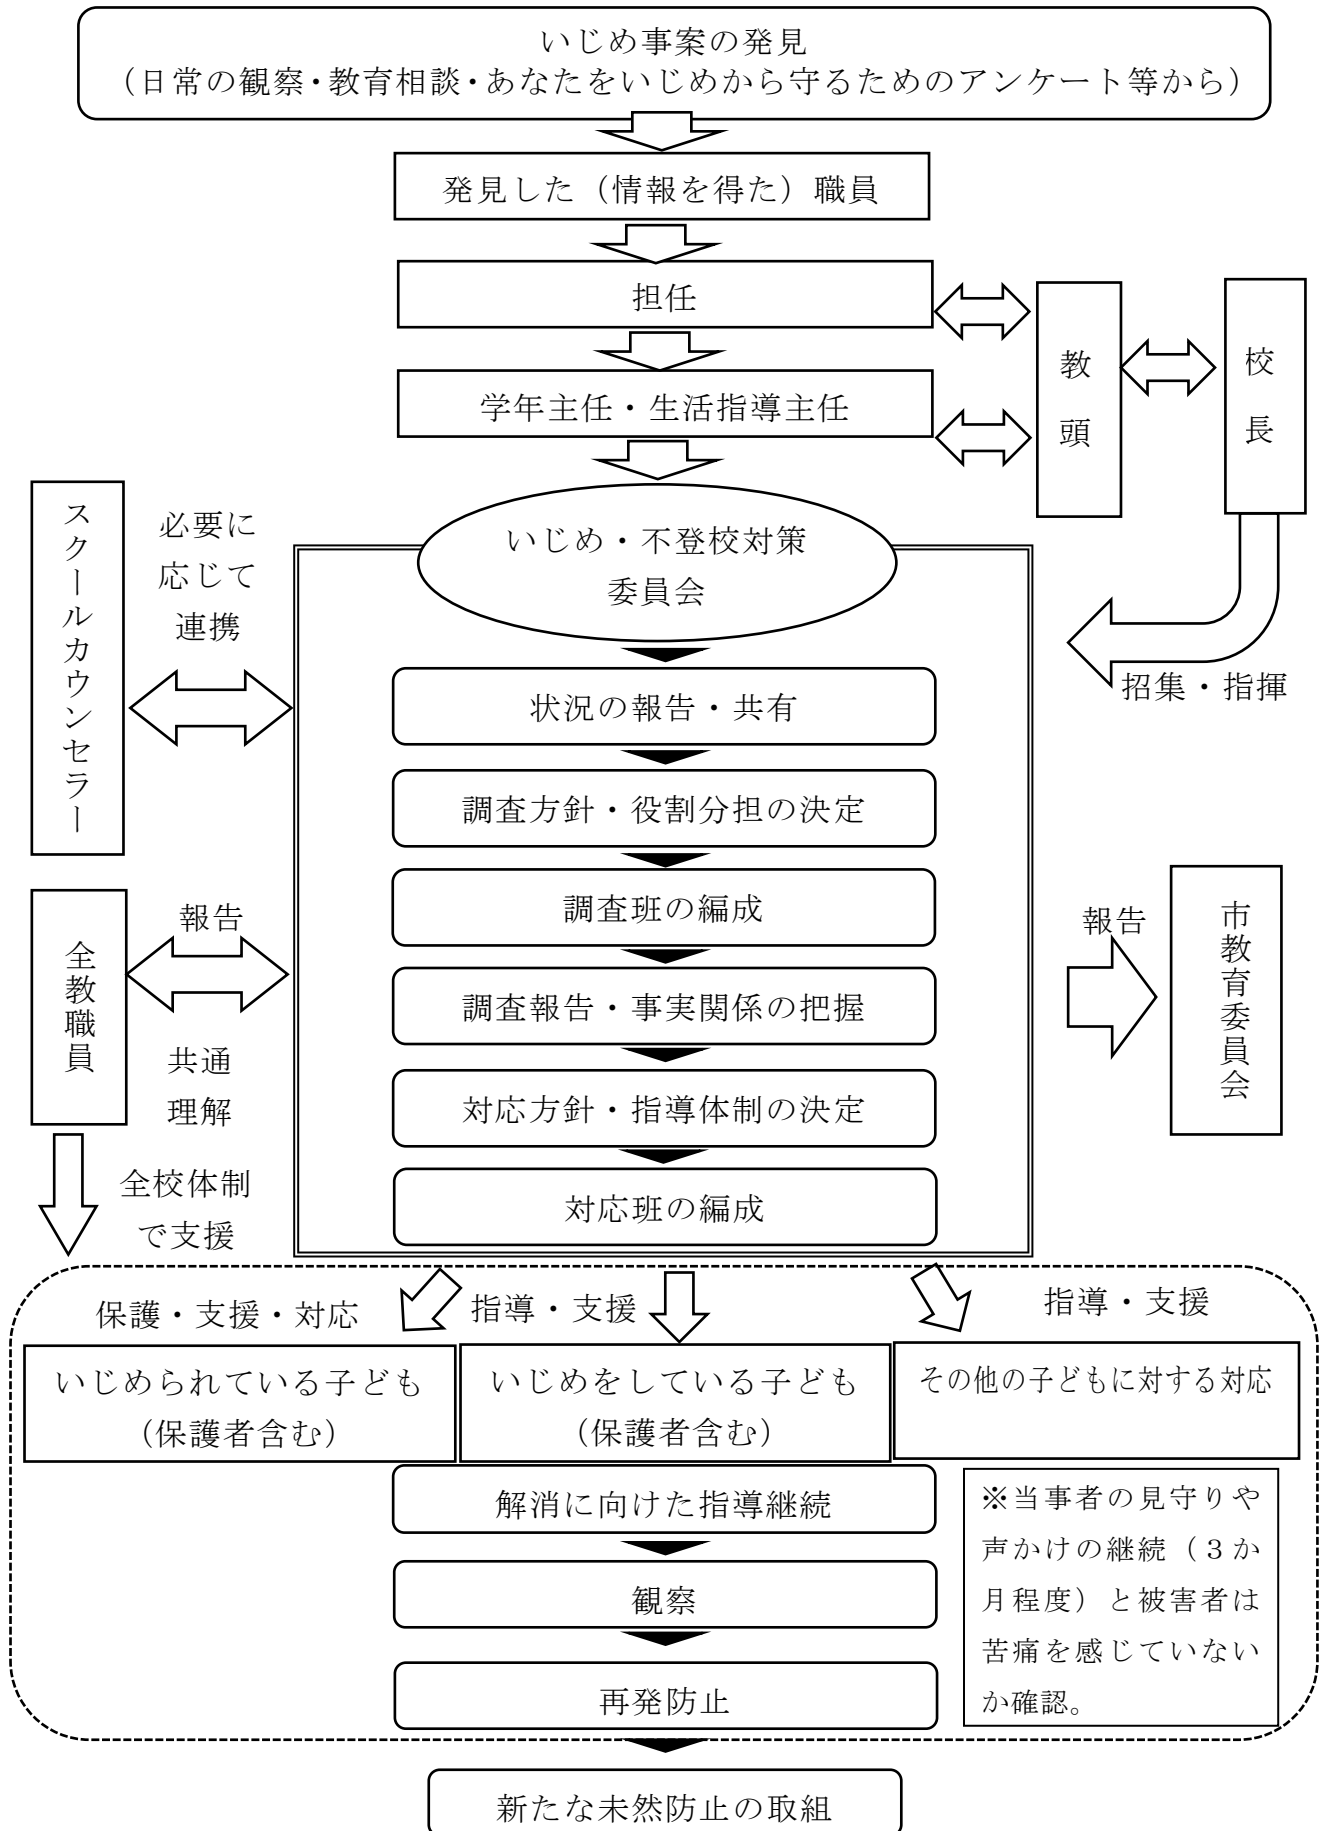 いじめ事案の発見
（日常の観察・教育相談・あなたをいじめから守るためのアンケート等から）
発見した（情報を得た）職員
担任
学年主任・生活指導主任
教頭
校長
招集・指揮
いじめ・不登校対策
委員会
スクールカウンセラー
必要に
応じて
連携
状況の報告・共有
調査方針・役割分担の決定
調査班の編成
調査報告・事実関係の把握
対応方針・指導体制の決定
対応班の編成
全教職員
報告
共通
理解
報告
市教育委員会
全校体制
で支援
保護・支援・対応
指導・支援
指導・支援
いじめられている子ども
（保護者含む）
いじめをしている子ども
（保護者含む）
その他の子どもに対する対応
解消に向けた指導継続
観察
再発防止
※当事者の見守りや
声かけの継続（３か
月程度）と被害者は
苦痛を感じていない
か確認。
新たな未然防止の取組